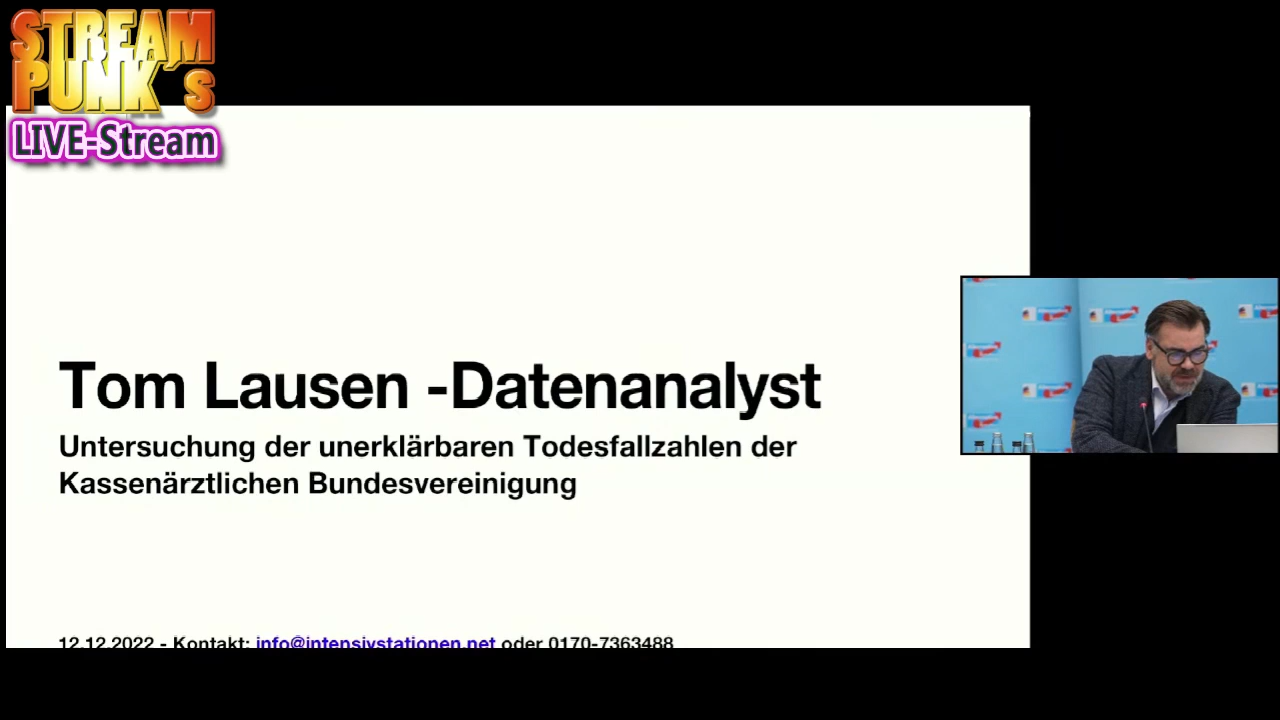 STREAM
PUNK´s
LIVE-Stream
Tom Lausen -Datenanalyst
Untersuchung der unerklärbaren Todesfallzahlen der
Kassenärztlichen Bundesvereinigung
12.12.2022 - Kontakt: info@intensivstationen.net oder 0170-7363488